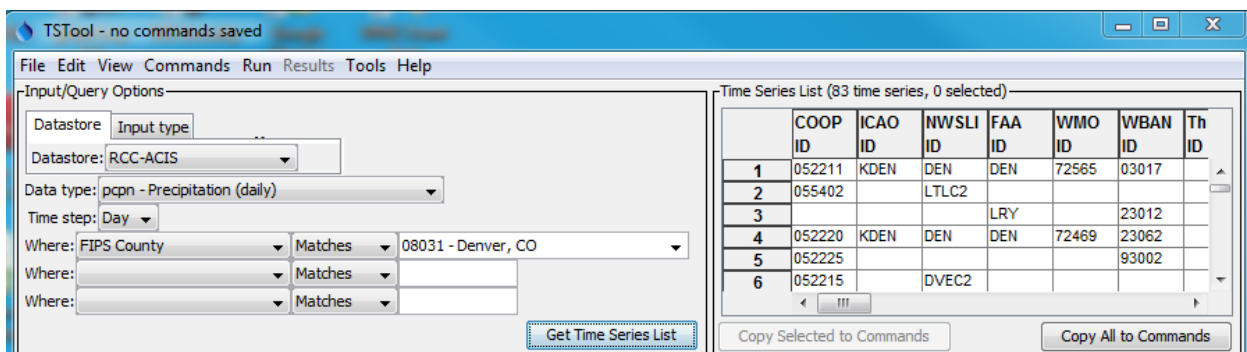 TSTool - no commands saved
File Edit View Commands Run Results Tools Help
Input/Query Options
Datastore Input type
Datastore: RCC-ACIS
Data type: pcpn - Precipitation (daily)
Time step: Day
Where: FIPS County Matches 08031 - Denver, CO
Where: Matches
Where: Matches
Get Time Series List
Time Series List (83 time series, 0 selected)
COOP ID ICAO ID NWSLI ID FAA ID WMO ID WBAN ID Th ID
1 052211 KDEN DEN DEN 72565 03017
2 055402 LTLC2
3 LRY 23012
4 052220 KDEN DEN DEN 72469 23062
5 052225 93002
6 052215 DVEC2
Copy Selected to Commands Copy All to Commands